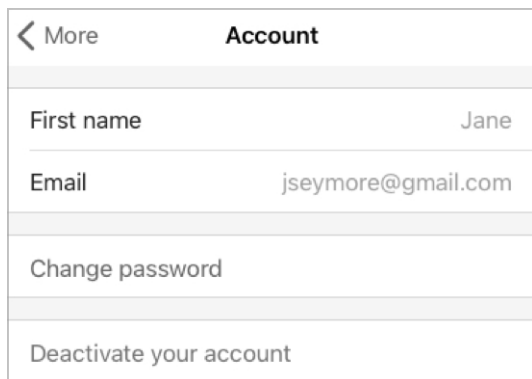 More Account
First name Jane
Email jseymore@gmail.com
Change password
Deactivate your account